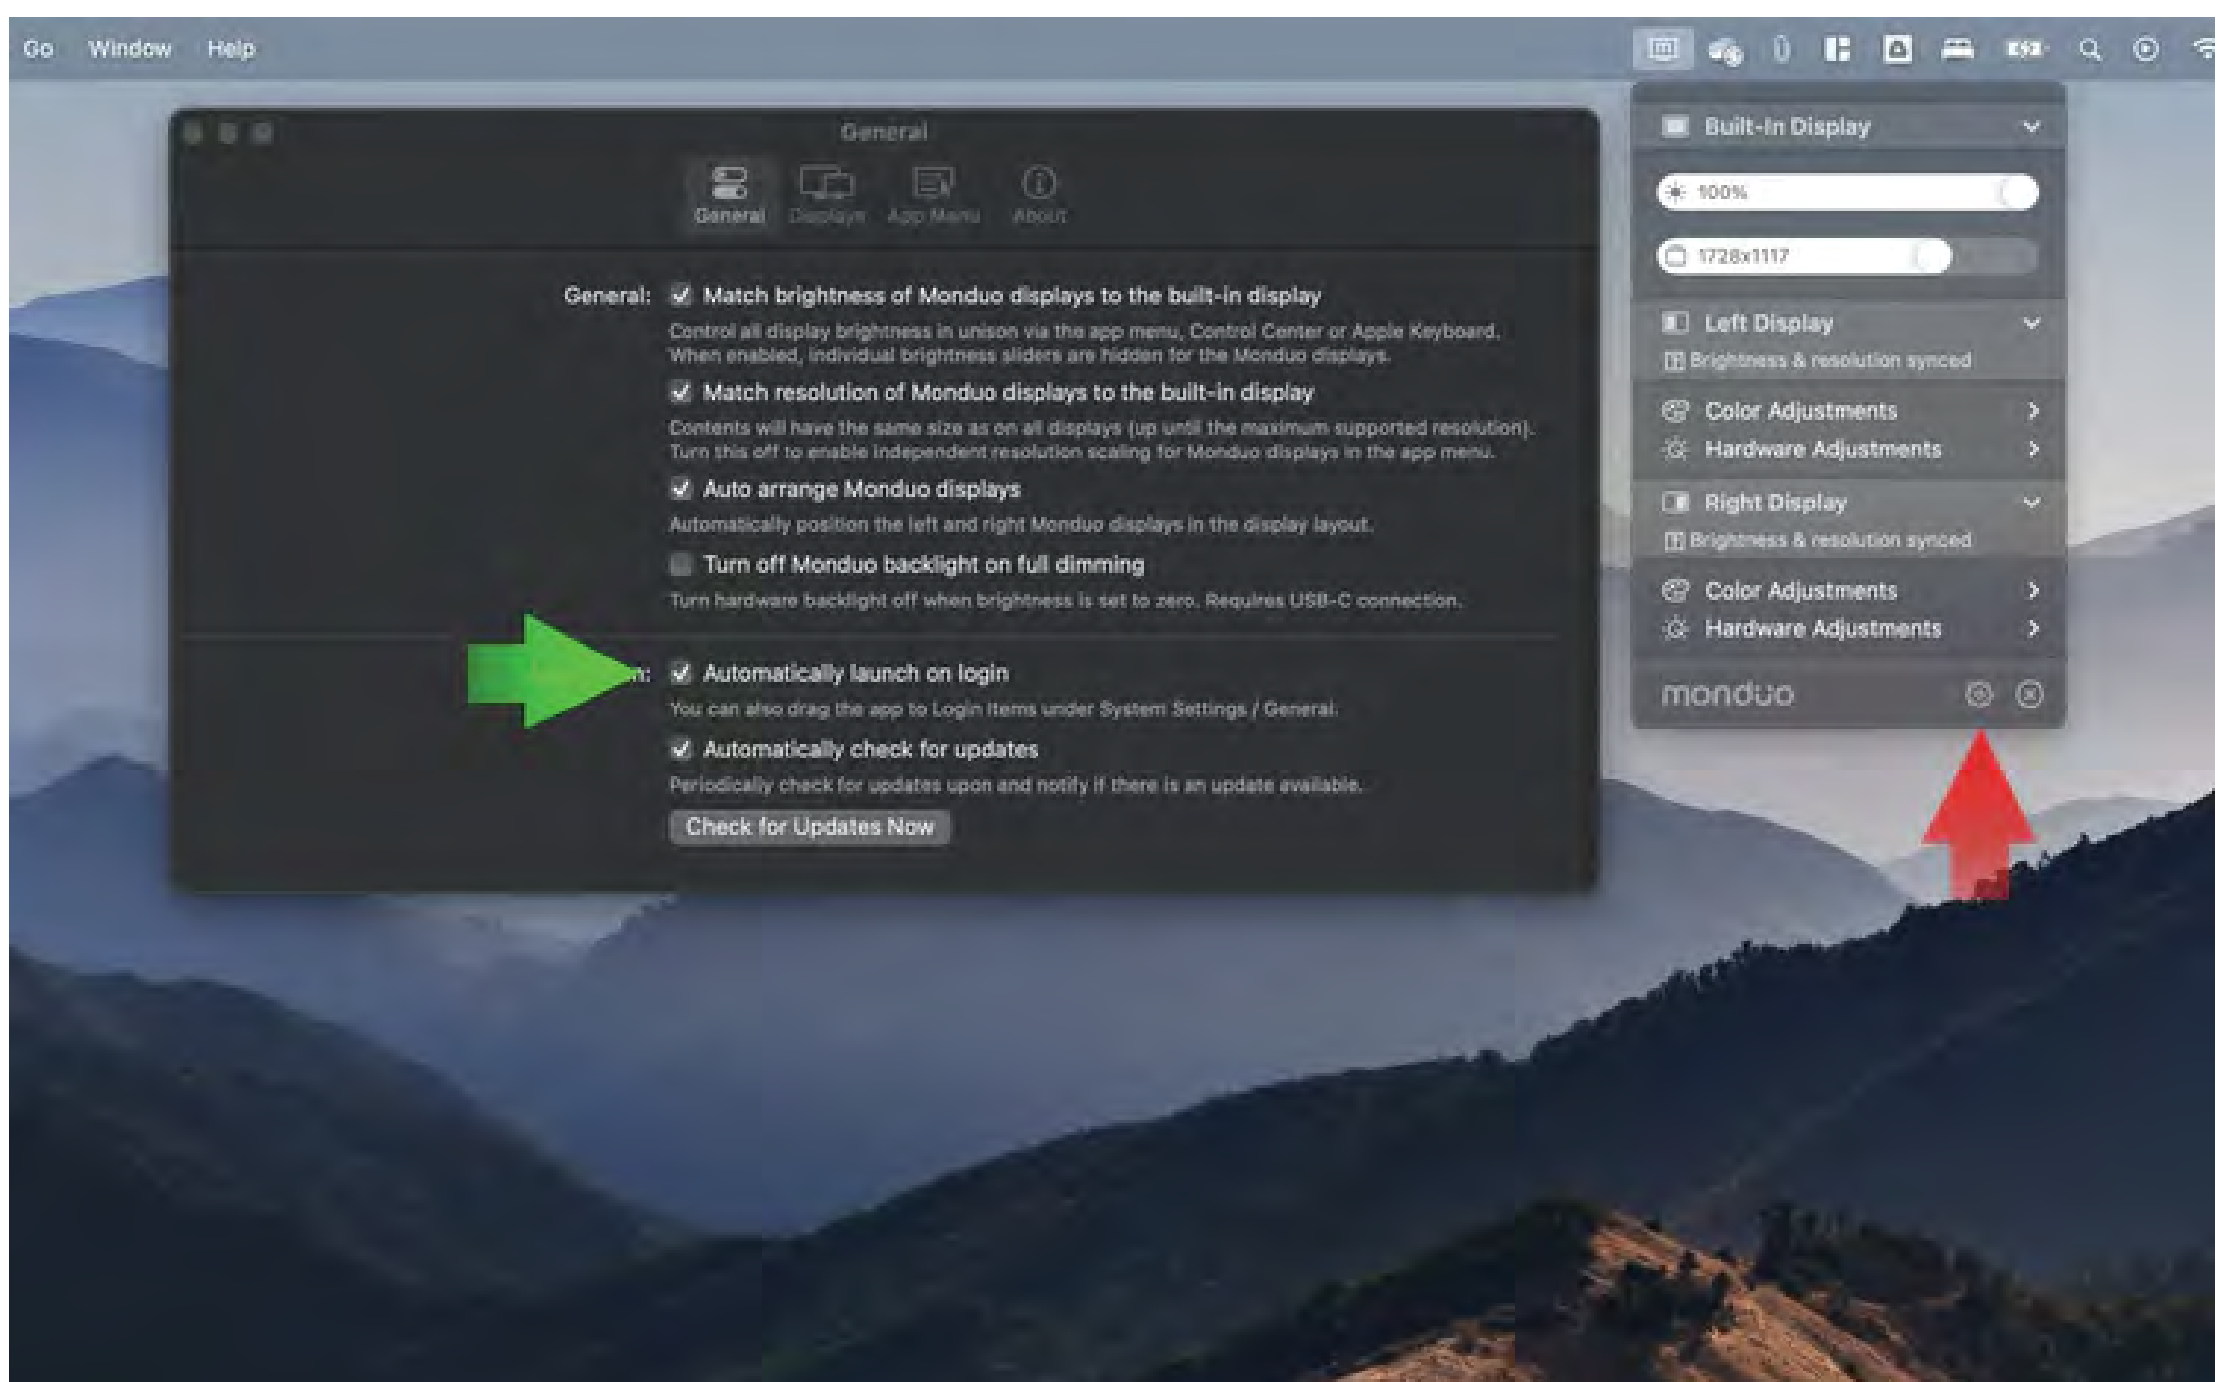 Go Window Help
General
General Displays App Menu About
General: Match brightness of Monduo displays to the built-in display
Control all display brightness in unison via the app menu, Control Center or Apple Keyboard.
When enabled, individual brightness sliders are hidden for the Monduo displays.
Match resolution of Monduo displays to the built-in display
Contents will have the same size as on all displays (up until the maximum supported resolution).
Turn this off to enable independent resolution scaling for Monduo displays in the app menu.
Auto arrange Monduo displays
Automatically position the left and right Monduo displays in the display layout.
Turn off Monduo backlight on full dimming
Turn hardware backlight off when brightness is set to zero. Requires USB-C connection.
Automatically launch on login
You can also drag the app to Login Items under System Settings / General.
Automatically check for updates
Periodically check for updates upon and notify if there is an update available.
Check for Updates Now
Built-In Display
100%
1728x1117
Left Display
Brightness & resolution synced
Color Adjustments
Hardware Adjustments
Right Display
Brightness & resolution synced
Color Adjustments
Hardware Adjustments
monduo